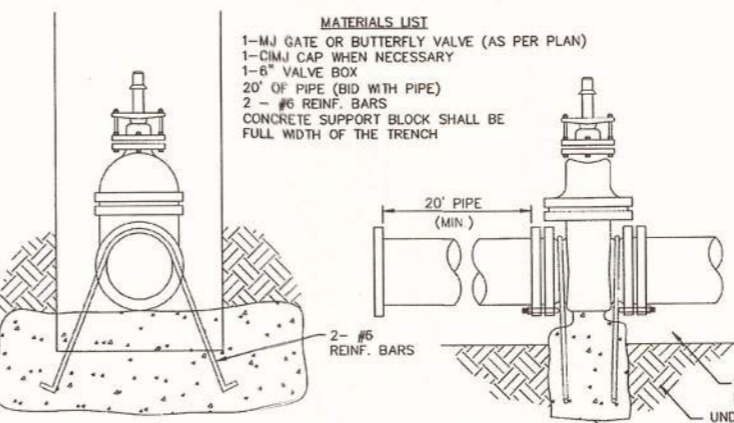 MATERIALS LIST
1-MJ GATE OR BUTTERFLY VALVE (AS PER PLAN)
1-CIMJ CAP WHEN NECESSARY
1-6" VALVE BOX
20' OF PIPE (BID WITH PIPE)
2 - #6 REINF. BARS
CONCRETE SUPPORT BLOCK SHALL BE
FULL WIDTH OF THE TRENCH
20' PIPE
(MIN.)
2- #6
REINF. BARS
UND